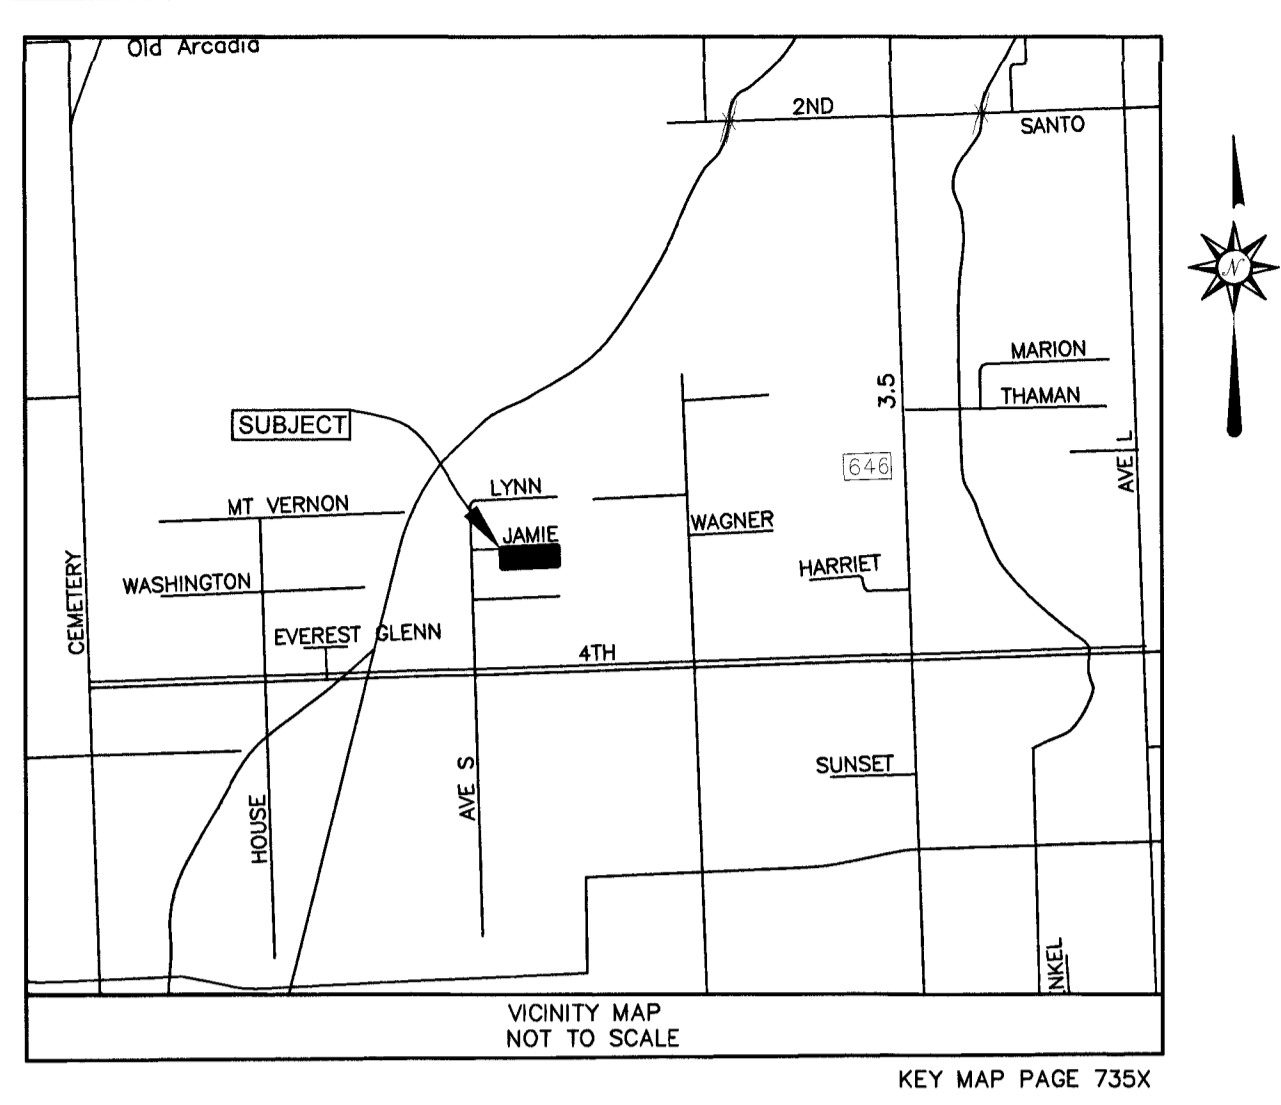 Old Arcadia
2ND
SANTO
MARION
3.5
THAMAN
SUBJECT
AVE L
646
LYNN
MT VERNON
WAGNER
JAMIE
HARRIET
WASHINGTON
CEMETERY
EVEREST GLENN
4TH
SUNSET
AVE S
HOUSE
NKEL
VICINITY MAP
NOT TO SCALE
KEY MAP PAGE 735X
N